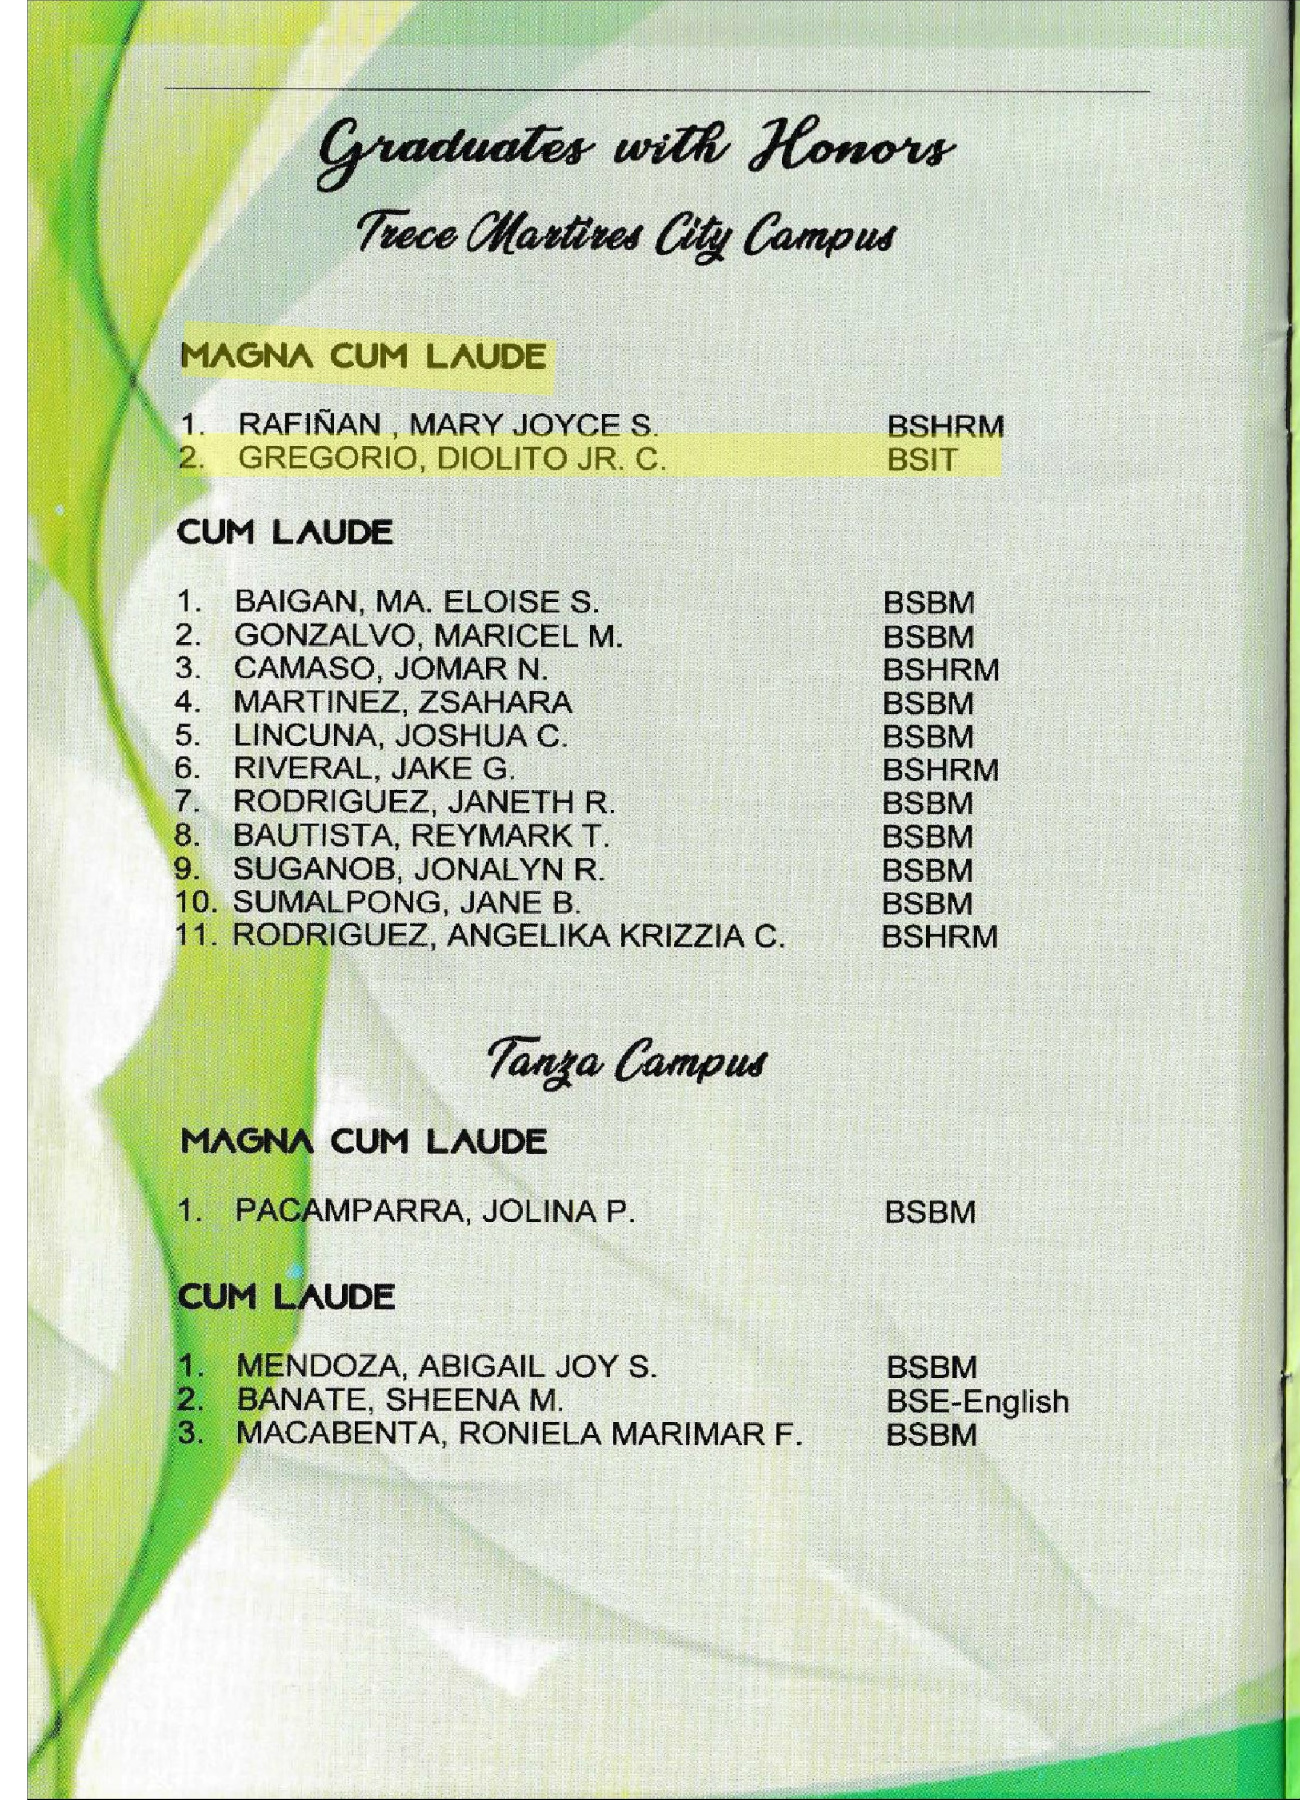 Graduates with Honors
Trece Martires City Campus
MAGNA CUM LAUDE
1. RAFIÑAN , MARY JOYCE S. BSHRM
2. GREGORIO, DIOLITO JR. C. BSIT
CUM LAUDE
1. BAIGAN, MA. ELOISE S. BSBM
2. GONZALVO, MARICEL M. BSBM
3. CAMASO, JOMAR N. BSHRM
4. MARTINEZ, ZSAHARA BSBM
5. LINCUNA, JOSHUA C. BSBM
6. RIVERAL, JAKE G. BSHRM
7. RODRIGUEZ, JANETH R. BSBM
8. BAUTISTA, REYMARK T. BSBM
9. SUGANOB, JONALYN R. BSBM
10. SUMALPONG, JANE B. BSBM
11. RODRIGUEZ, ANGELIKA KRIZZIA C. BSHRM
Tanza Campus
MAGNA CUM LAUDE
1. PACAMPARRA, JOLINA P. BSBM
CUM LAUDE
1. MENDOZA, ABIGAIL JOY S. BSBM
2. BANATE, SHEENA M. BSE-English
3. MACABENTA, RONIELA MARIMAR F. BSBM